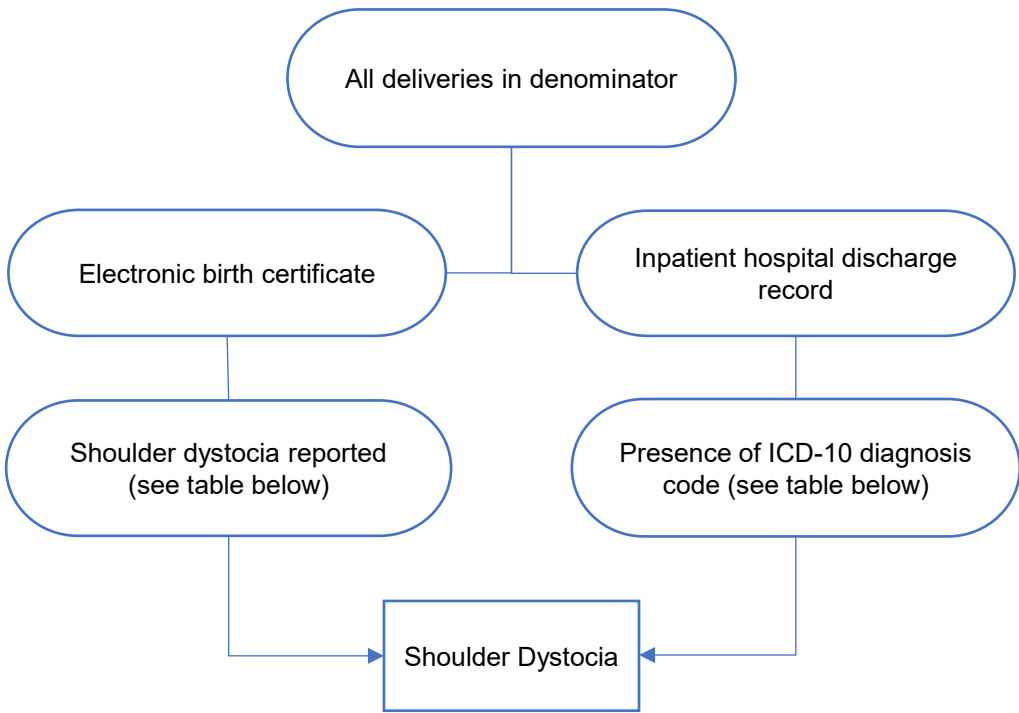 All deliveries in denominator
Electronic birth certificate
Inpatient hospital discharge
record
Shoulder dystocia reported
(see table below)
Presence of ICD-10 diagnosis
code (see table below)
Shoulder Dystocia